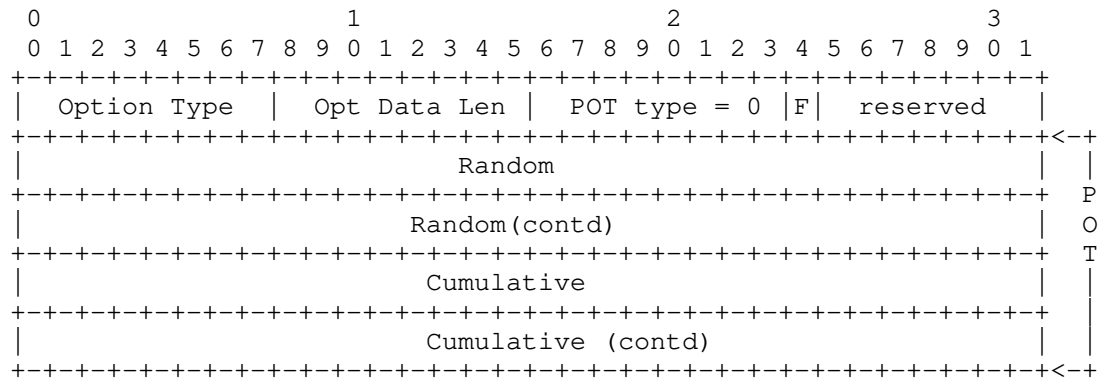 0                   1                   2                   3
 0 1 2 3 4 5 6 7 8 9 0 1 2 3 4 5 6 7 8 9 0 1 2 3 4 5 6 7 8 9 0 1
+-+-+-+-+-+-+-+-+-+-+-+-+-+-+-+-+-+-+-+-+-+-+-+-+-+-+-+-+-+-+-+-+
|  Option Type  |  Opt Data Len |  POT type = 0 |F|  reserved   |
+-+-+-+-+-+-+-+-+-+-+-+-+-+-+-+-+-+-+-+-+-+-+-+-+-+-+-+-+-+-+-+-+<-+
|                           Random                              |  |
+-+-+-+-+-+-+-+-+-+-+-+-+-+-+-+-+-+-+-+-+-+-+-+-+-+-+-+-+-+-+-+-+  P
|                        Random(contd)                          |  O
+-+-+-+-+-+-+-+-+-+-+-+-+-+-+-+-+-+-+-+-+-+-+-+-+-+-+-+-+-+-+-+-+  T
|                         Cumulative                            |  |
+-+-+-+-+-+-+-+-+-+-+-+-+-+-+-+-+-+-+-+-+-+-+-+-+-+-+-+-+-+-+-+-+  |
|                         Cumulative (contd)                    |  |
+-+-+-+-+-+-+-+-+-+-+-+-+-+-+-+-+-+-+-+-+-+-+-+-+-+-+-+-+-+-+-+-+<-+